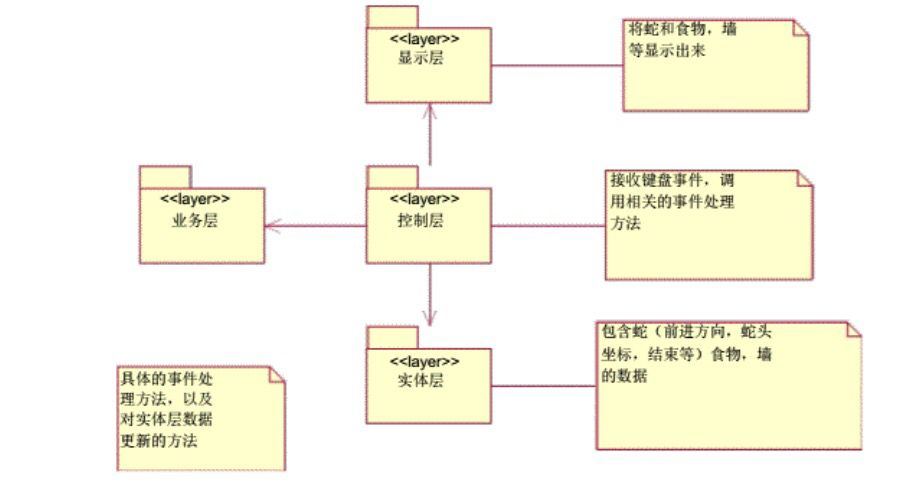 <<layer>>
显示层
将蛇和食物，墙
等显示出来
<<layer>>
业务层
<<layer>>
控制层
接收键盘事件，调
用相关的事件处理
方法
<<layer>>
实体层
包含蛇（前进方向，蛇头
坐标，结束等）食物，墙
的数据
具体的事件处
理方法，以及
对实体层数据
更新的方法